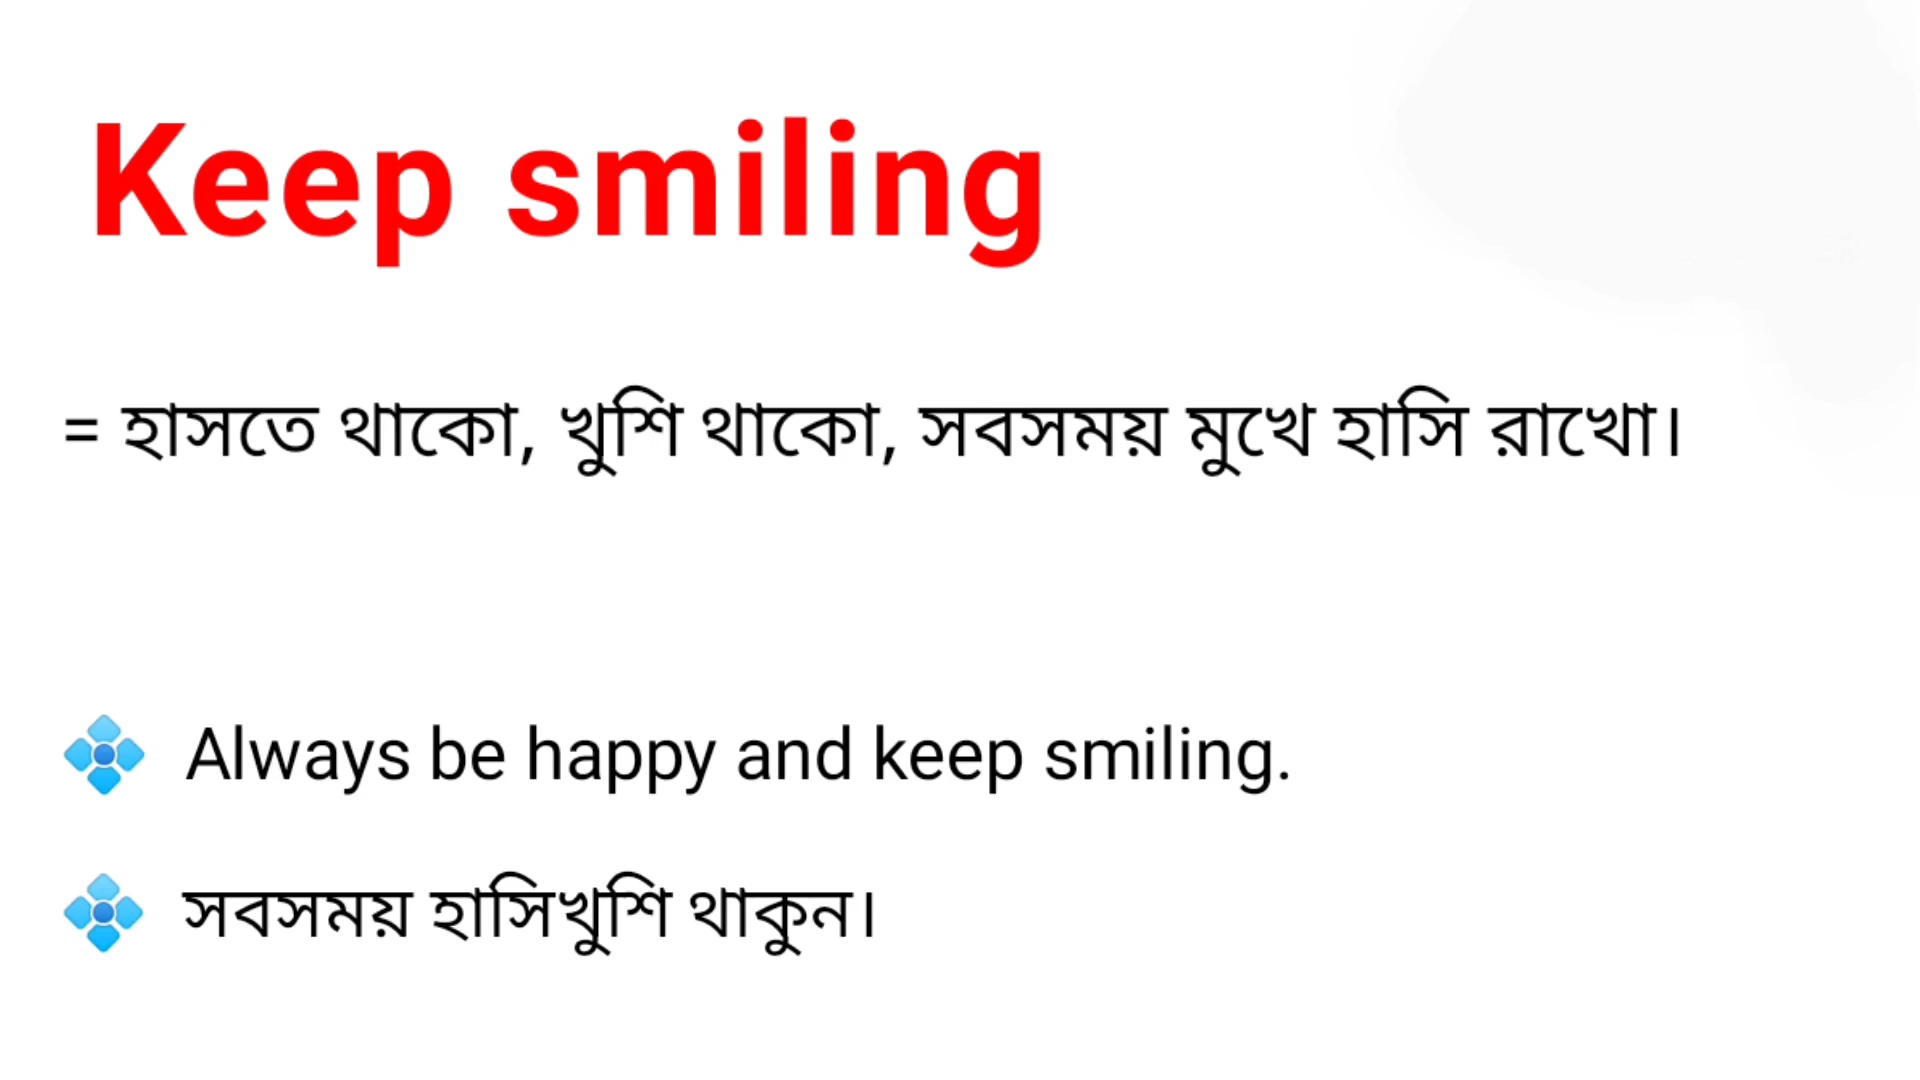 Keep smiling
= হাসতে থাকো, খুশি থাকো, সবসময় মুখে হাসি রাখো।
Always be happy and keep smiling.
সবসময় হাসিখুশি থাকুন।